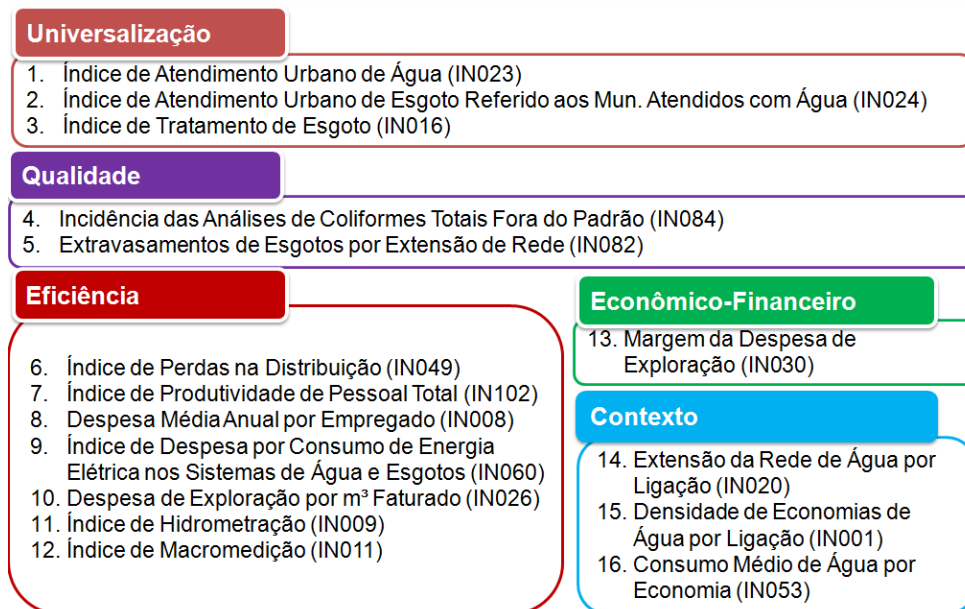 Universalização
1. Índice de Atendimento Urbano de Água (IN023)
2. Índice de Atendimento Urbano de Esgoto Referido aos Mun. Atendidos com Água (IN024)
3. Índice de Tratamento de Esgoto (IN016)
Qualidade
4. Incidência das Análises de Coliformes Totais Fora do Padrão (IN084)
5. Extravasamentos de Esgotos por Extensão de Rede (IN082)
Eficiência
6. Índice de Perdas na Distribuição (IN049)
7. Índice de Produtividade de Pessoal Total (IN102)
8. Despesa Média Anual por Empregado (IN008)
9. Índice de Despesa por Consumo de Energia
Elétrica nos Sistemas de Água e Esgotos (IN060)
10. Despesa de Exploração por m³ Faturado (IN026)
11. Índice de Hidrometração (IN009)
12. Índice de Macromedição (IN011)
Econômico-Financeiro
13. Margem da Despesa de
Exploração (IN030)
Contexto
14. Extensão da Rede de Água por
Ligação (IN020)
15. Densidade de Economias de
Água por Ligação (IN001)
16. Consumo Médio de Água por
Economia (IN053)